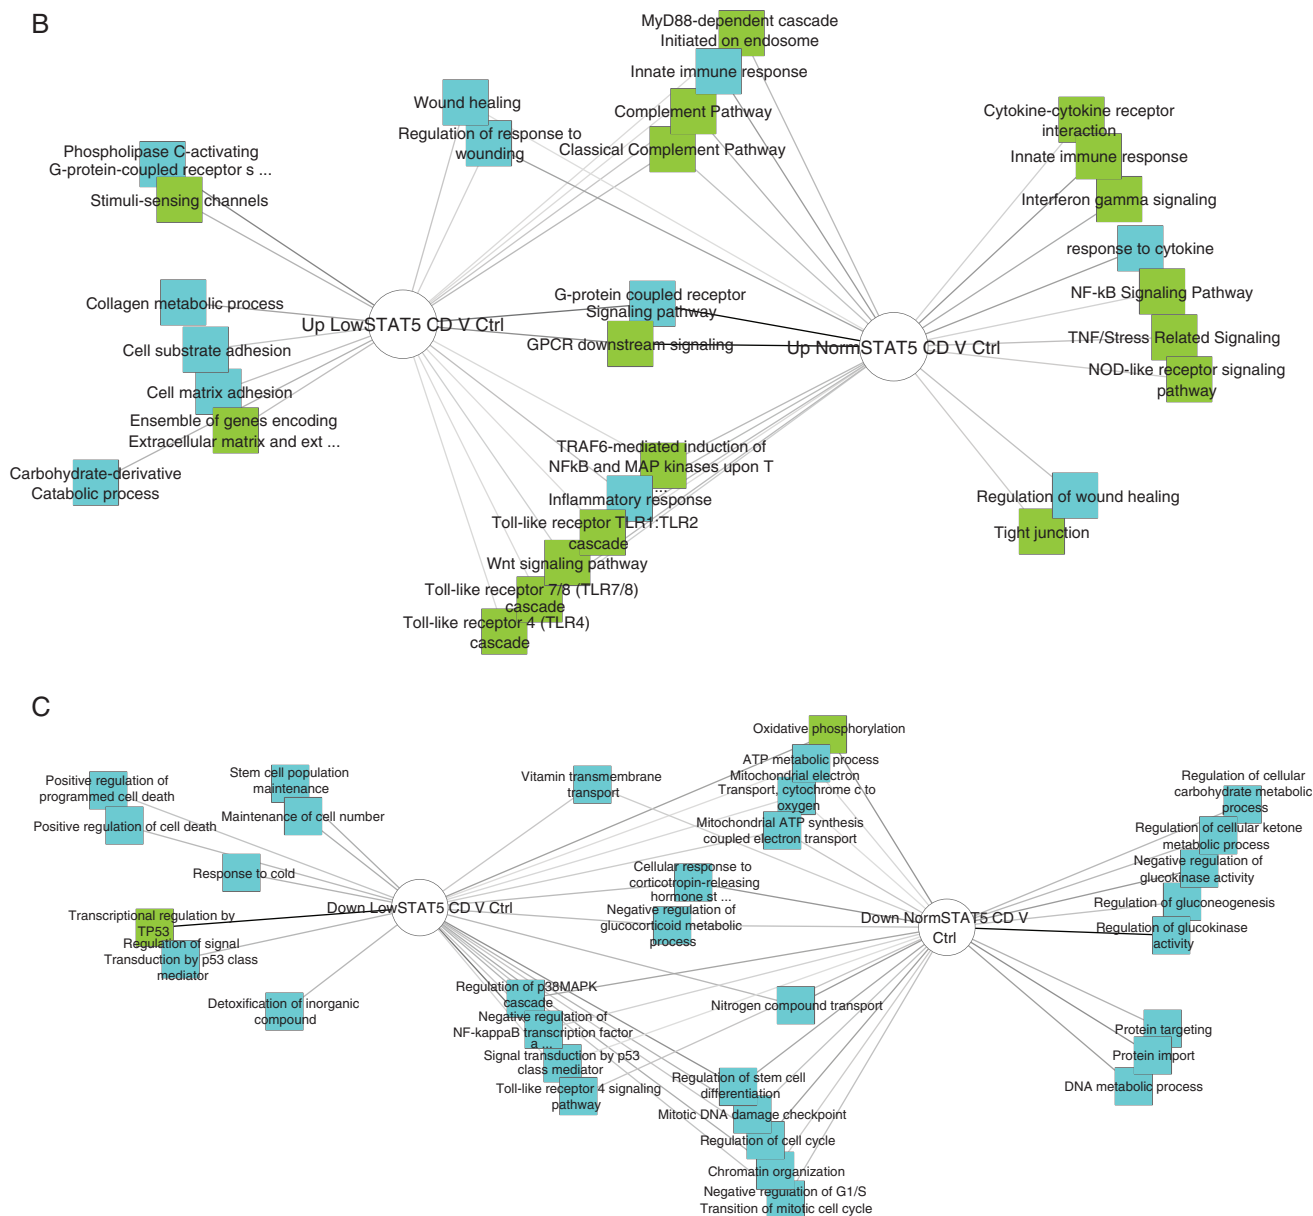 B
MyD88-dependent cascade
Initiated on endosome
Innate immune response
Complement Pathway
Classical Complement Pathway
Wound healing
Regulation of response to
wounding
Phospholipase C-activating
G-protein-coupled receptor s ...
Stimuli-sensing channels
Cytokine-cytokine receptor
interaction
Innate immune response
Interferon gamma signaling
response to cytokine
NF-kB Signaling Pathway
TNF/Stress Related Signaling
NOD-like receptor signaling
pathway
Collagen metabolic process
Cell substrate adhesion
Cell matrix adhesion
Ensemble of genes encoding
Extracellular matrix and ext ...
Carbohydrate-derivative
Catabolic process
Up LowSTAT5 CD V Ctrl
G-protein coupled receptor
Signaling pathway
GPCR downstream signaling
Up NormSTAT5 CD V Ctrl
TRAF6-mediated induction of
NFkB and MAP kinases upon T
...
Inflammatory response
Toll-like receptor TLR1:TLR2
cascade
Wnt signaling pathway
Toll-like receptor 7/8 (TLR7/8)
cascade
Toll-like receptor 4 (TLR4)
cascade
Regulation of wound healing
Tight junction
C
Oxidative phosphorylation
ATP metabolic process
Mitochondrial electron
Transport, cytochrome c to
oxygen
Mitochondrial ATP synthesis
coupled electron transport
Positive regulation of
programmed cell death
Positive regulation of cell death
Stem cell population
maintenance
Maintenance of cell number
Response to cold
Vitamin transmembrane
transport
Regulation of cellular
carbohydrate metabolic
process
Regulation of cellular ketone
metabolic process
Negative regulation of
glucokinase activity
Regulation of gluconeogenesis
Regulation of glucokinase
activity
Cellular response to
corticotropin-releasing
hormone st ...
Negative regulation of
glucocorticoid metabolic
process
Down LowSTAT5 CD V Ctrl
Down NormSTAT5 CD V
Ctrl
Transcriptional regulation by
TP53
Regulation of signal
Transduction by p53 class
mediator
Detoxification of inorganic
compound
Regulation of p38MAPK
cascade
Negative regulation of
NF-kappaB transcription factor
a ...
Signal transduction by p53
class mediator
Toll-like receptor 4 signaling
pathway
Nitrogen compound transport
Protein targeting
Protein import
DNA metabolic process
Regulation of stem cell
differentiation
Mitotic DNA damage checkpoint
Regulation of cell cycle
Chromatin organization
Negative regulation of G1/S
Transition of mitotic cell cycle